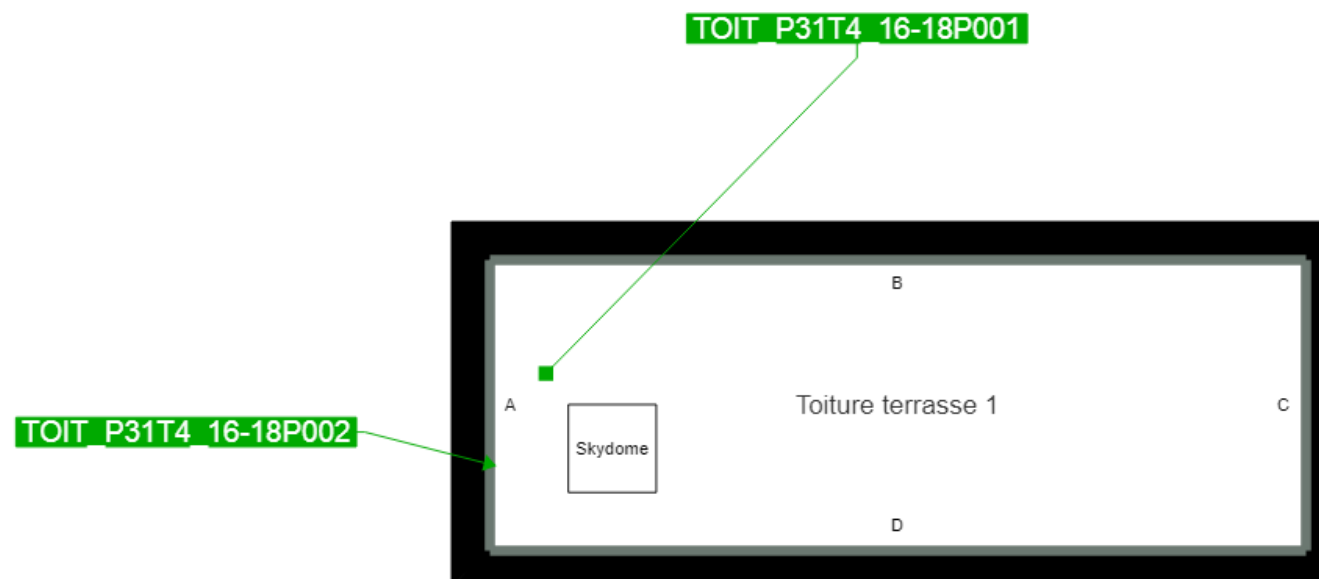 TOIT_P31T4_16-18P001
B
A
Toiture terrasse 1
C
TOIT_P31T4_16-18P002
Skydome
D